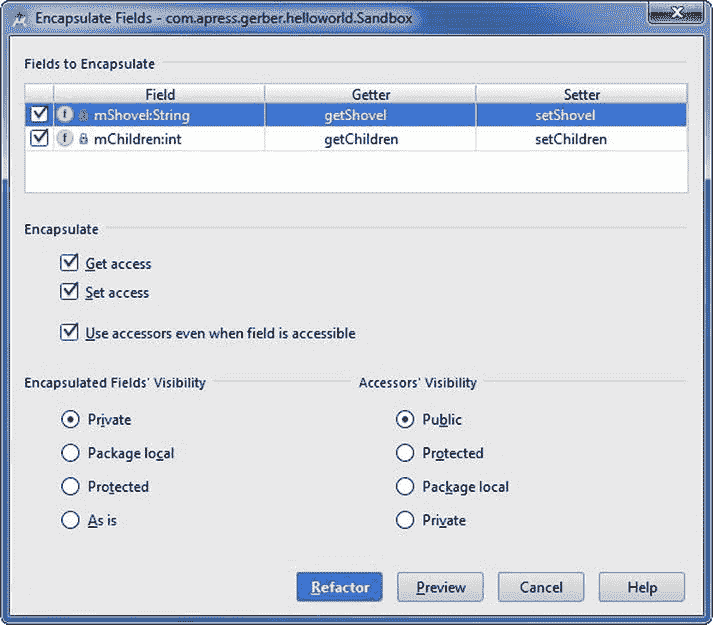 Encapsulate Fields - com.apress.gerber.helloworld.Sandbox
Fields to Encapsulate
Field Getter Setter
f mShovel:String getShovel setShovel
f mChildren:int getChildren setChildren
Encapsulate
Get access
Set access
Use accessors even when field is accessible
Encapsulated Fields' Visibility Accessors' Visibility
Private Public
Package local Protected
Protected Package local
As is Private
Refactor Preview Cancel Help